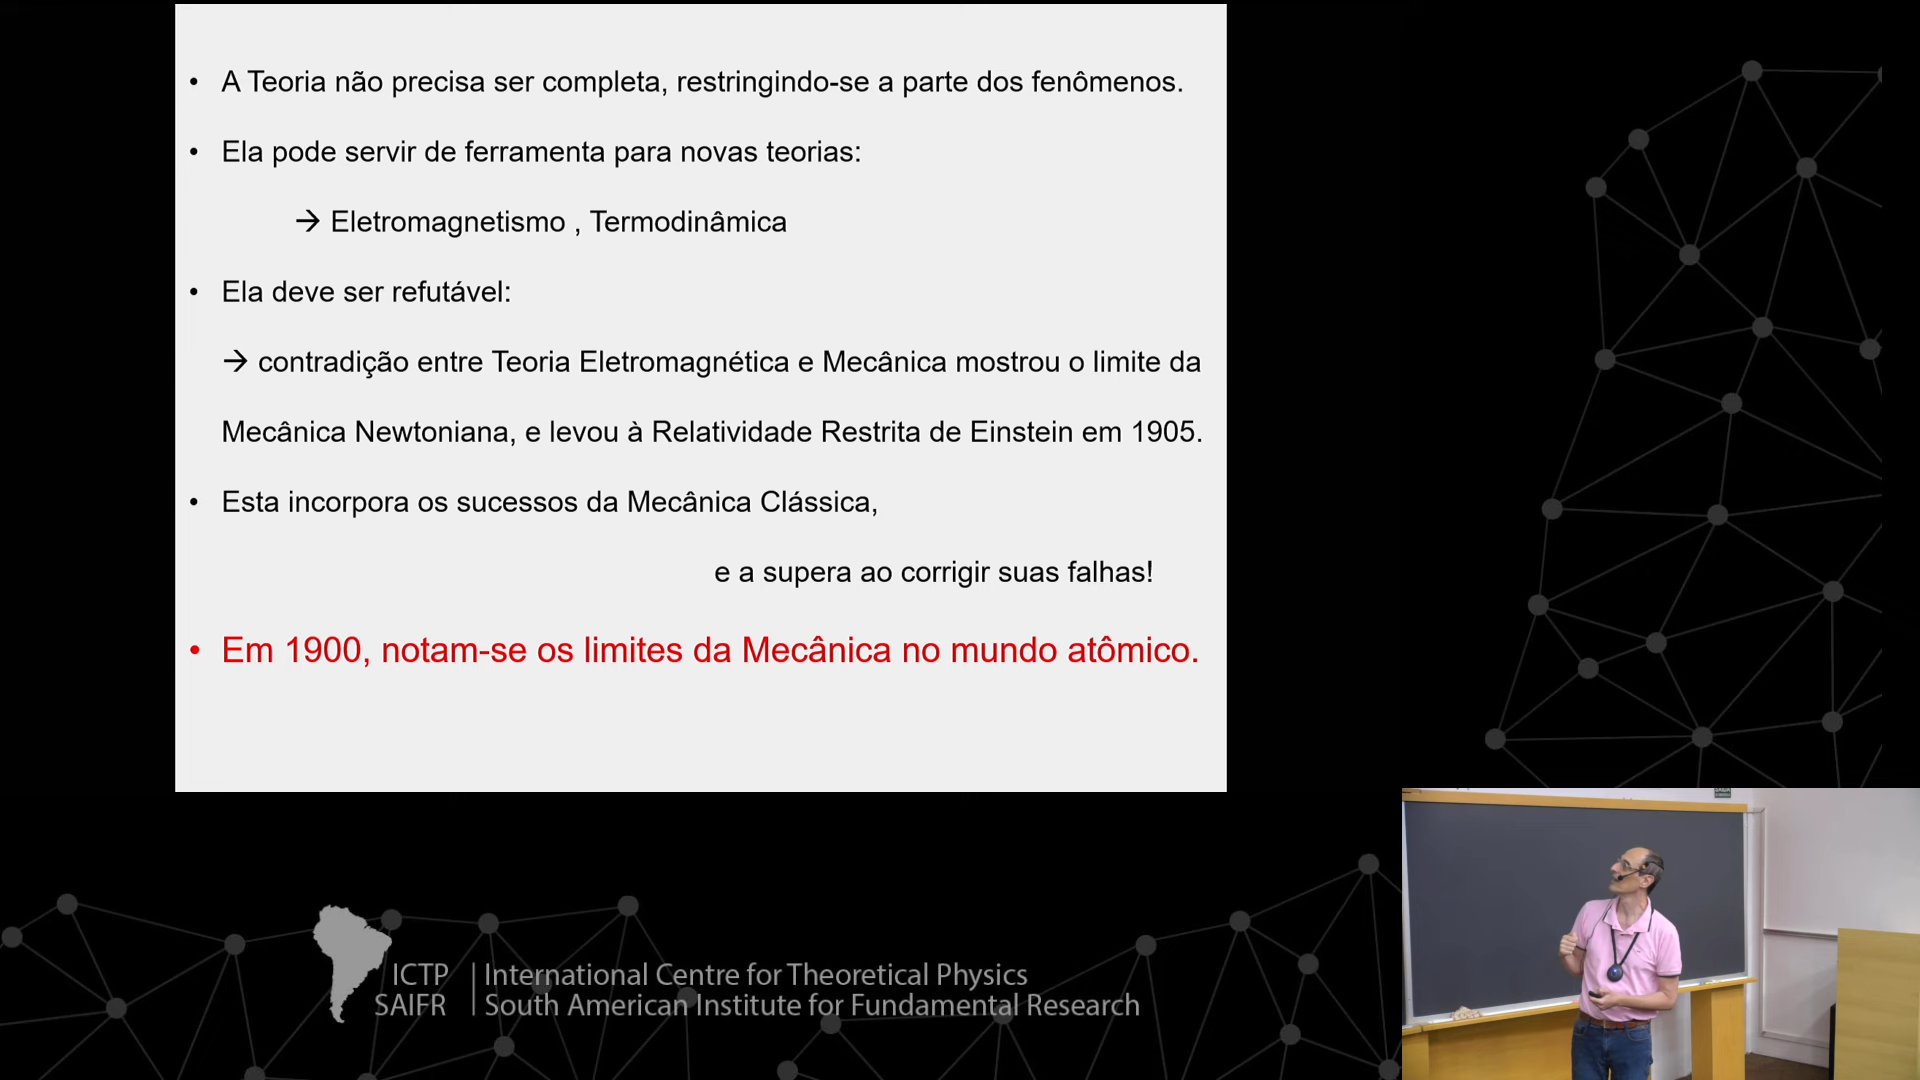 • A Teoria não precisa ser completa, restringindo-se a parte dos fenômenos.
• Ela pode servir de ferramenta para novas teorias:
→ Eletromagnetismo , Termodinâmica
• Ela deve ser refutável:
→ contradição entre Teoria Eletromagnética e Mecânica mostrou o limite da
Mecânica Newtoniana, e levou à Relatividade Restrita de Einstein em 1905.
• Esta incorpora os sucessos da Mecânica Clássica,
e a supera ao corrigir suas falhas!
• Em 1900, notam-se os limites da Mecânica no mundo atômico.
ICTP | International Centre for Theoretical Physics
SAIFR | South American Institute for Fundamental Research